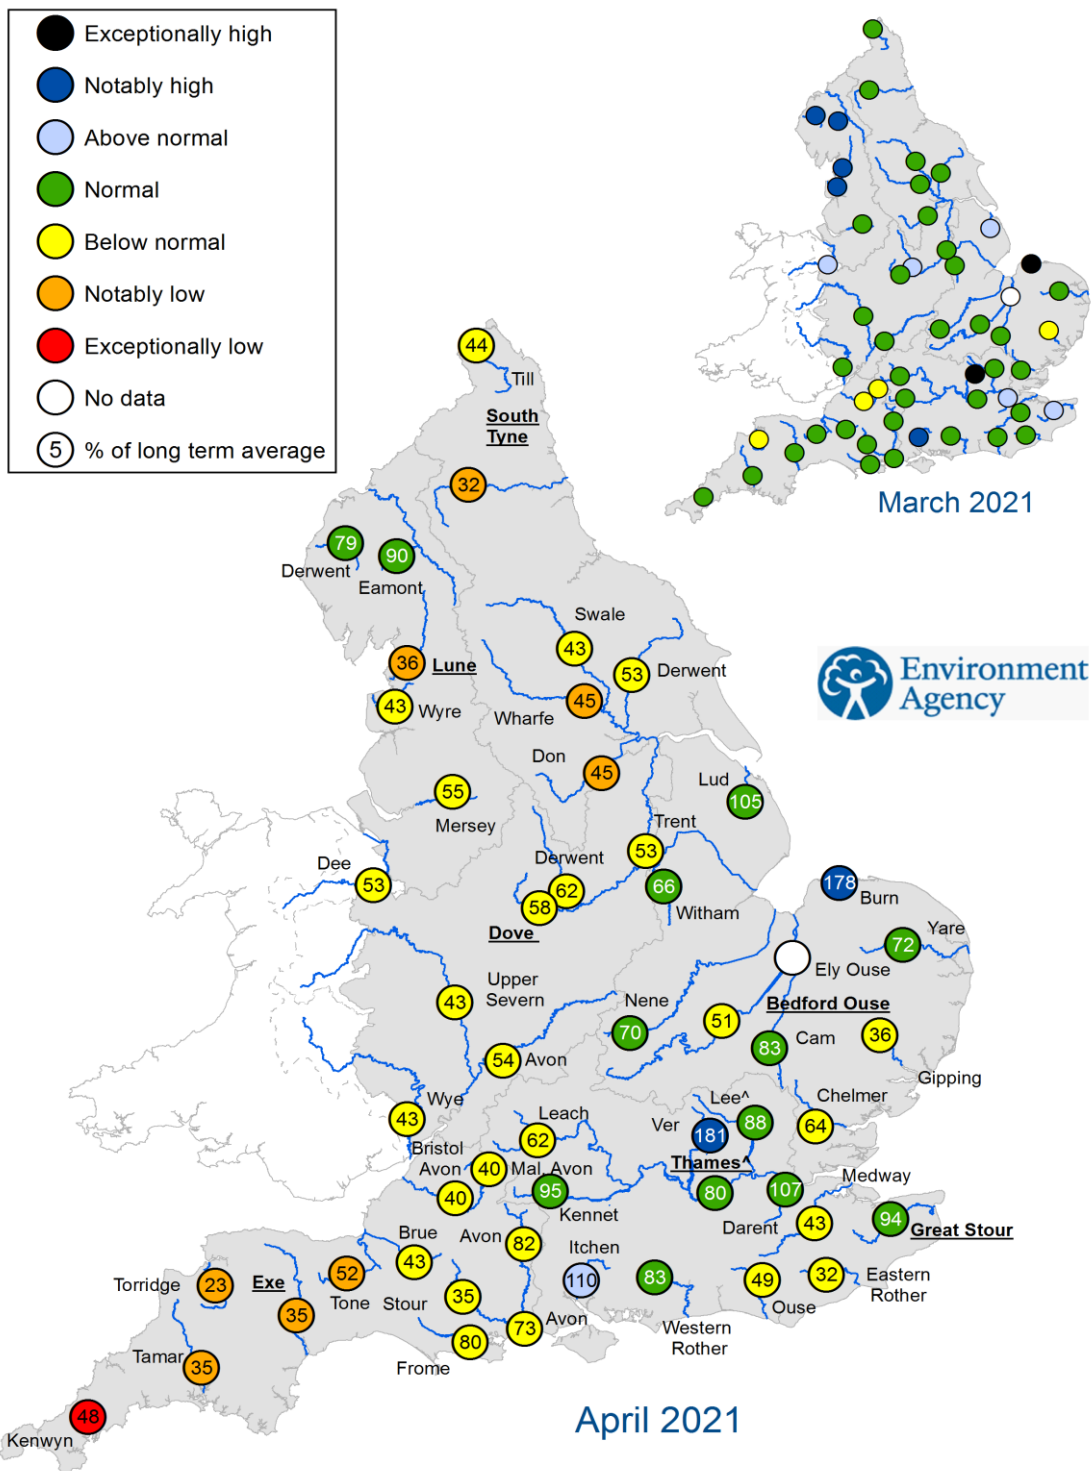 Exceptionally high
Notably high
Above normal
Normal
Below normal
Notably low
Exceptionally low
No data
5 % of long term average
March 2021
44
Till
South
Tyne
32
79
Derwent
90
Eamont
Swale
43
53
Derwent
36
Lune
43
Wyre
45
Wharfe
Environment
Agency
Don
45
55
Mersey
Lud
105
Trent
53
Dee
53
Derwent
62
58
Dove
66
Witham
178
Burn
Yare
72
Ely Ouse
Upper
Severn
43
Nene
70
Bedford Ouse
51
83
Cam
36
Gipping
54
Avon
Wye
43
Leach
62
Ver
181
Lee^
88
Chelmer
64
Bristol
Avon
40
Mal. Avon
40
95
Kennet
Thames^
80
107
Darent
Medway
43
94
Great Stour
Brue
43
Avon
82
Itchen
110
83
Western
Rother
49
Ouse
32
Eastern
Rother
Torridge
23
Exe
35
52
Tone
Stour
35
73
Avon
80
Frome
Tamar
35
48
Kenwyn
April 2021